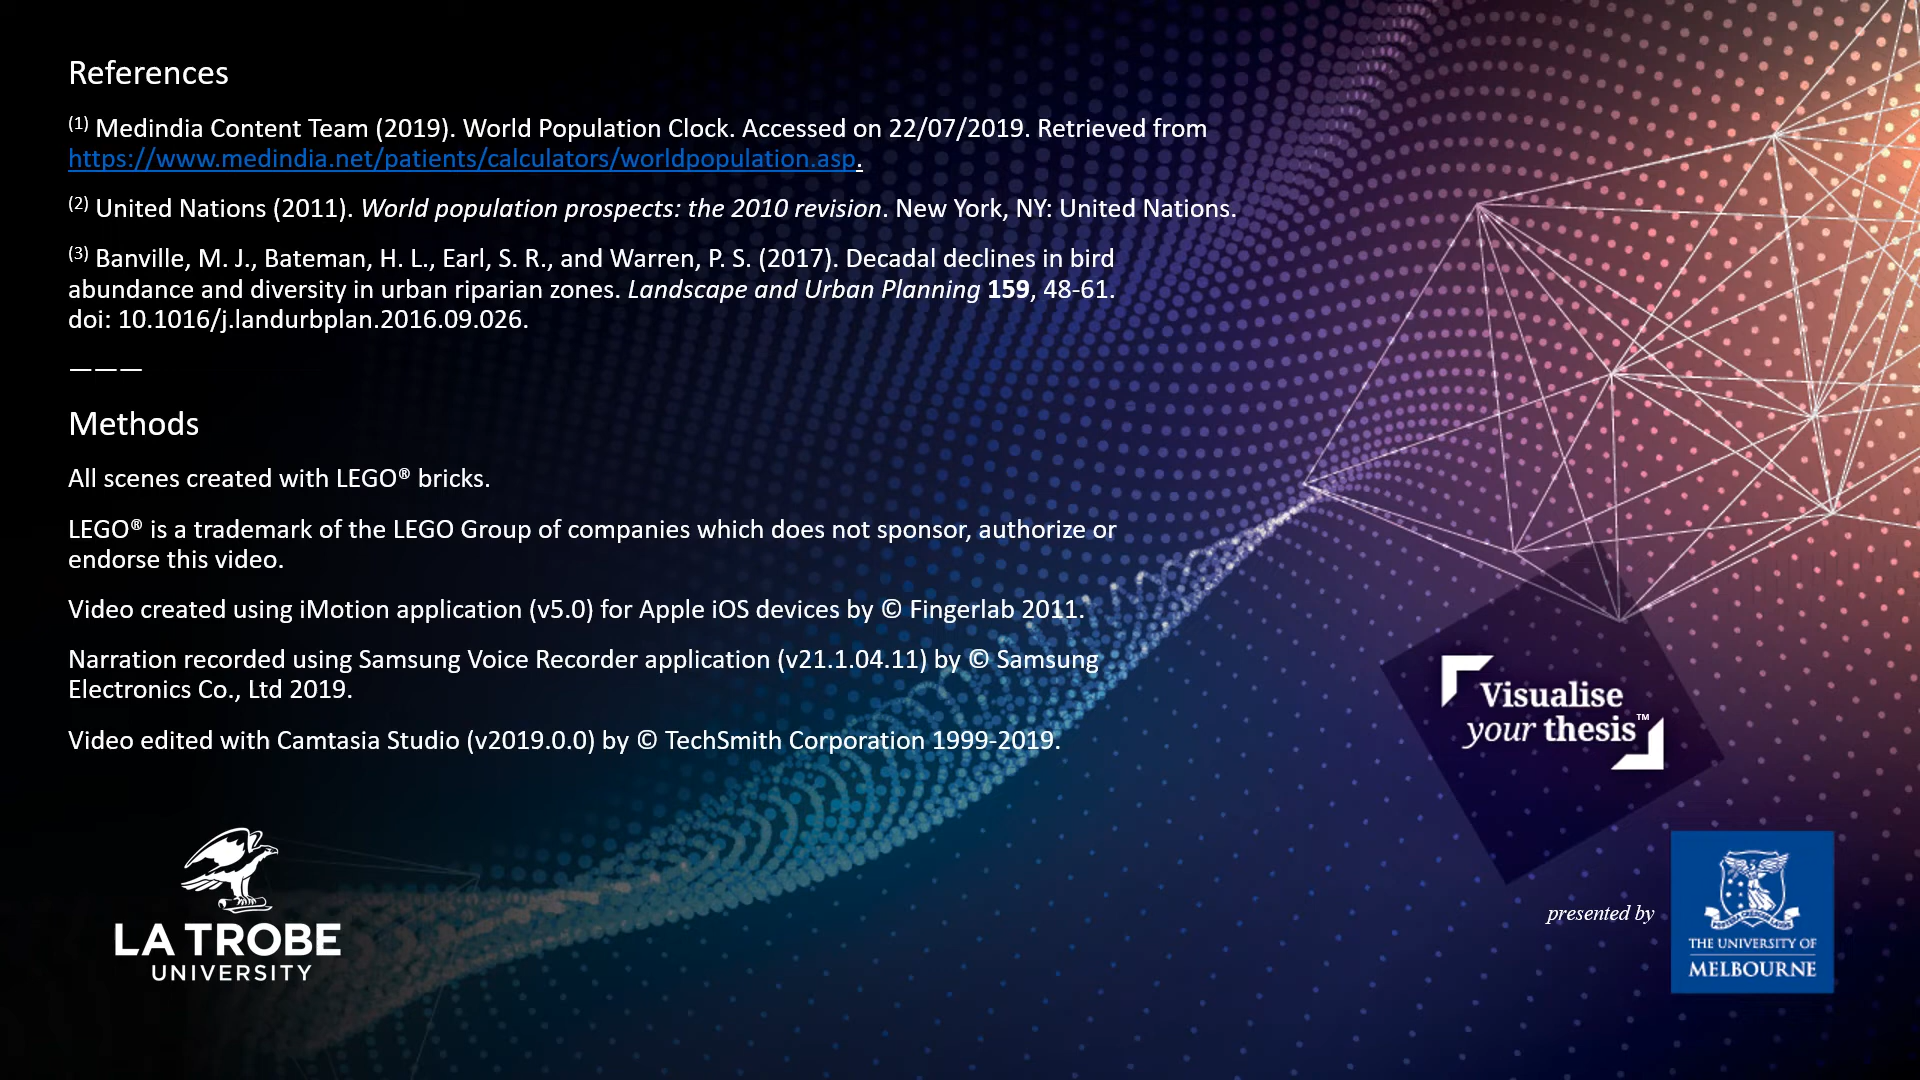 References
(1) Medindia Content Team (2019). World Population Clock. Accessed on 22/07/2019. Retrieved from
https://www.medindia.net/patients/calculators/worldpopulation.asp.
(2) United Nations (2011). World population prospects: the 2010 revision. New York, NY: United Nations.
(3) Banville, M. J., Bateman, H. L., Earl, S. R., and Warren, P. S. (2017). Decadal declines in bird
abundance and diversity in urban riparian zones. Landscape and Urban Planning 159, 48-61.
doi: 10.1016/j.landurbplan.2016.09.026.
———
Methods
All scenes created with LEGO® bricks.
LEGO® is a trademark of the LEGO Group of companies which does not sponsor, authorize or
endorse this video.
Video created using iMotion application (v5.0) for Apple iOS devices by © Fingerlab 2011.
Narration recorded using Samsung Voice Recorder application (v21.1.04.11) by © Samsung
Electronics Co., Ltd 2019.
Video edited with Camtasia Studio (v2019.0.0) by © TechSmith Corporation 1999-2019.
Visualise
your thesis™
LA TROBE
UNIVERSITY
presented by
THE UNIVERSITY OF
MELBOURNE